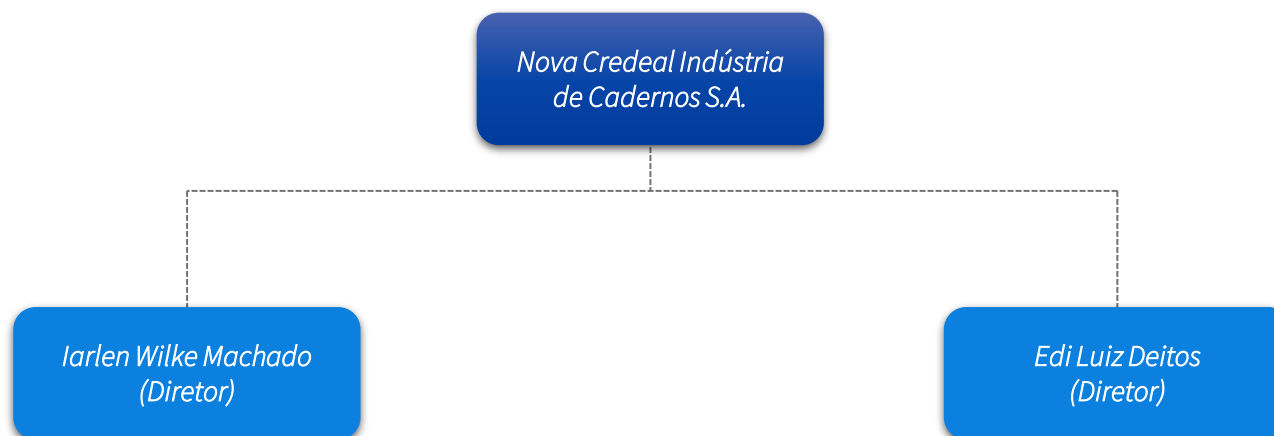 Nova Credeal Indústria
de Cadernos S.A.
Iarlen Wilke Machado
(Diretor)
Edi Luiz Deitos
(Diretor)